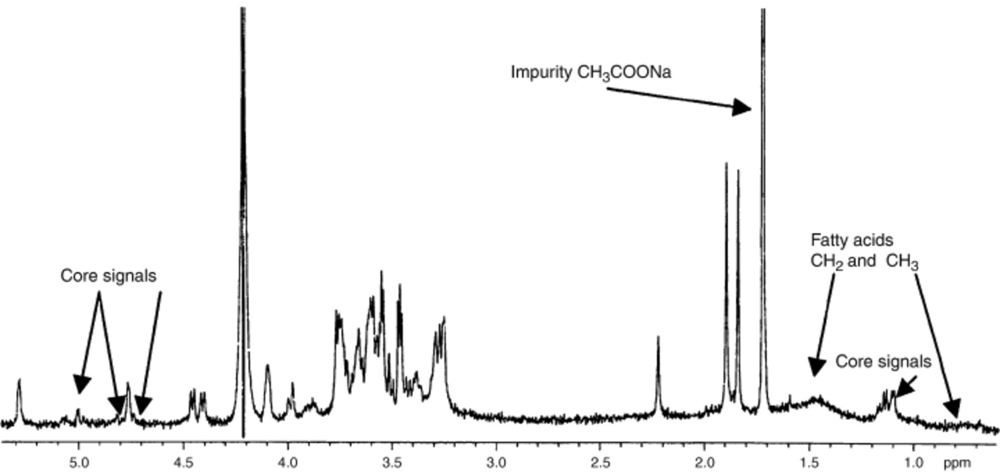 Impurity CH₃COONa
Fatty acids
CH₂ and CH₃
Core signals
Core signals
5.0 4.5 4.0 3.5 3.0 2.5 2.0 1.5 1.0 ppm